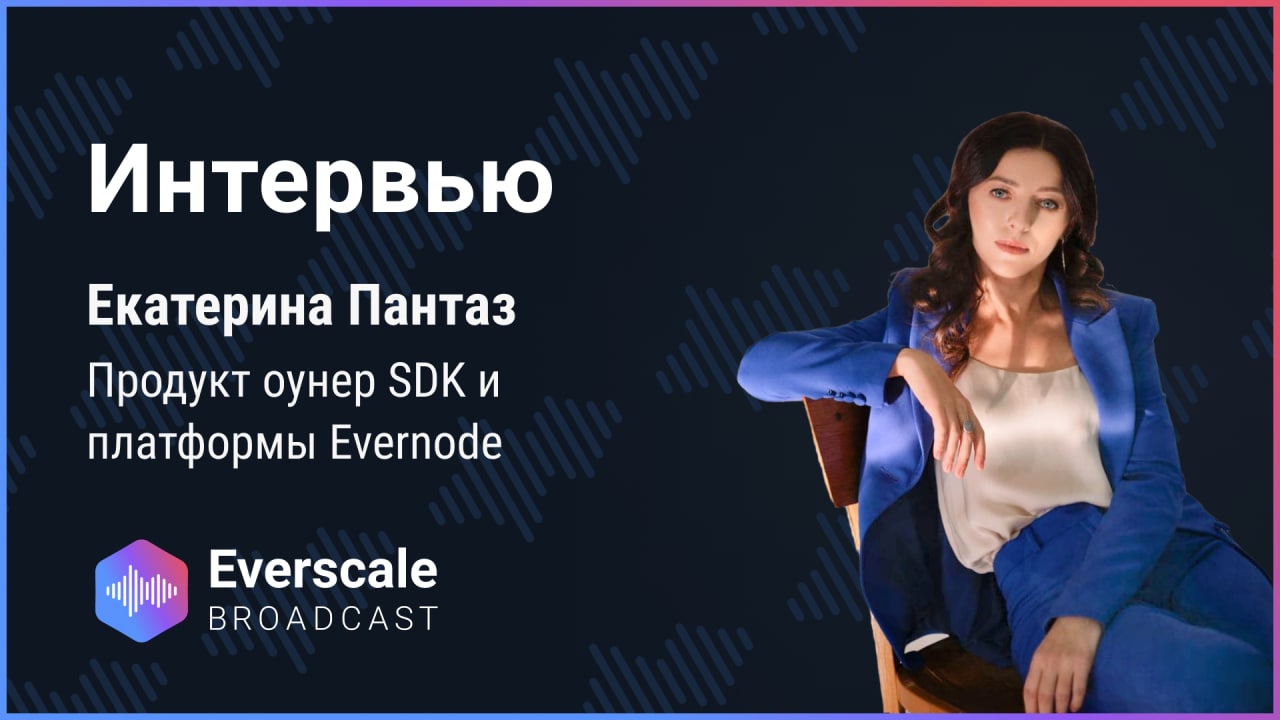 Интервью
Екатерина Пантаз
Продукт оунер SDK и
платформы Evernode
Everscale
BROADCAST